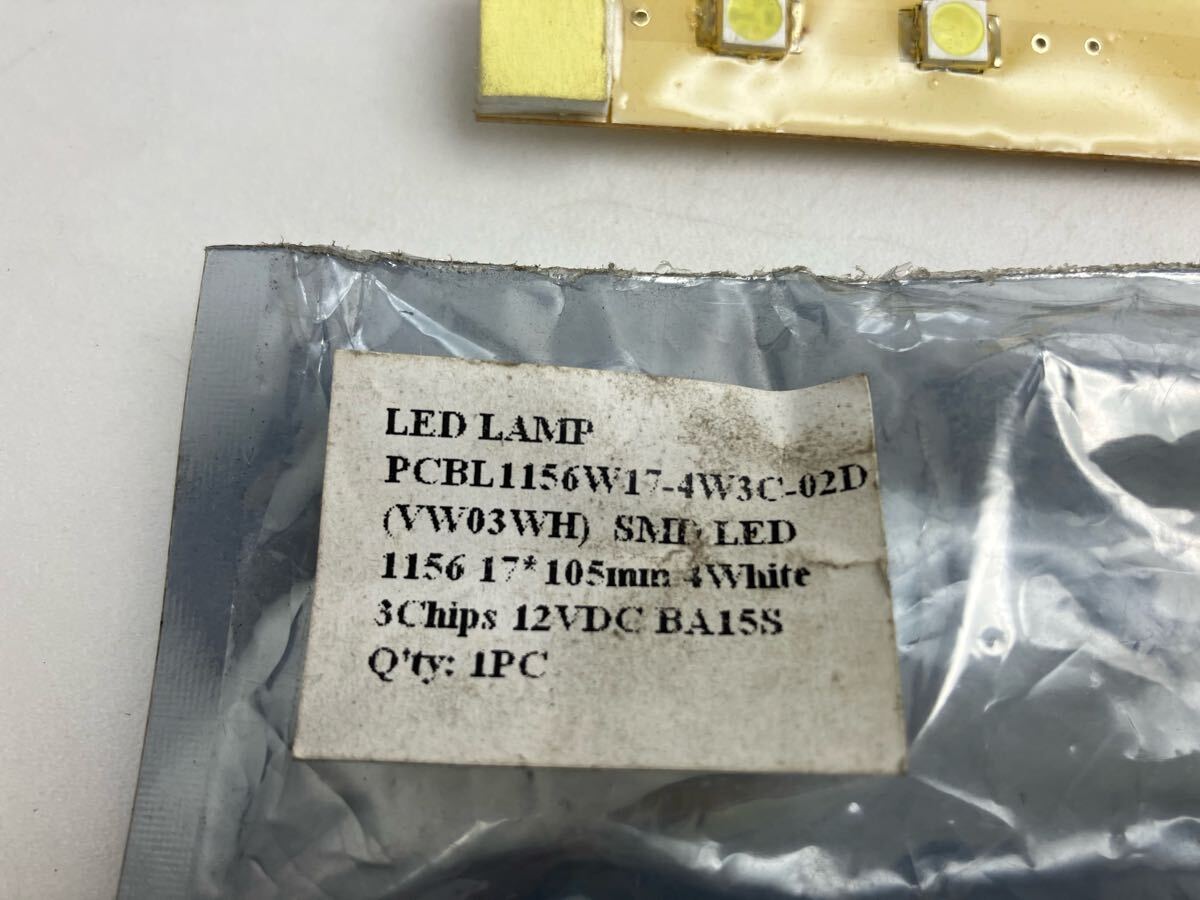 LED LAMP
PCBL1156W17-4W3C-02D
(VW03WH) SMD LED
1156 17*105mm 4White
3Chips 12VDC BA15S
Q'ty: 1PC